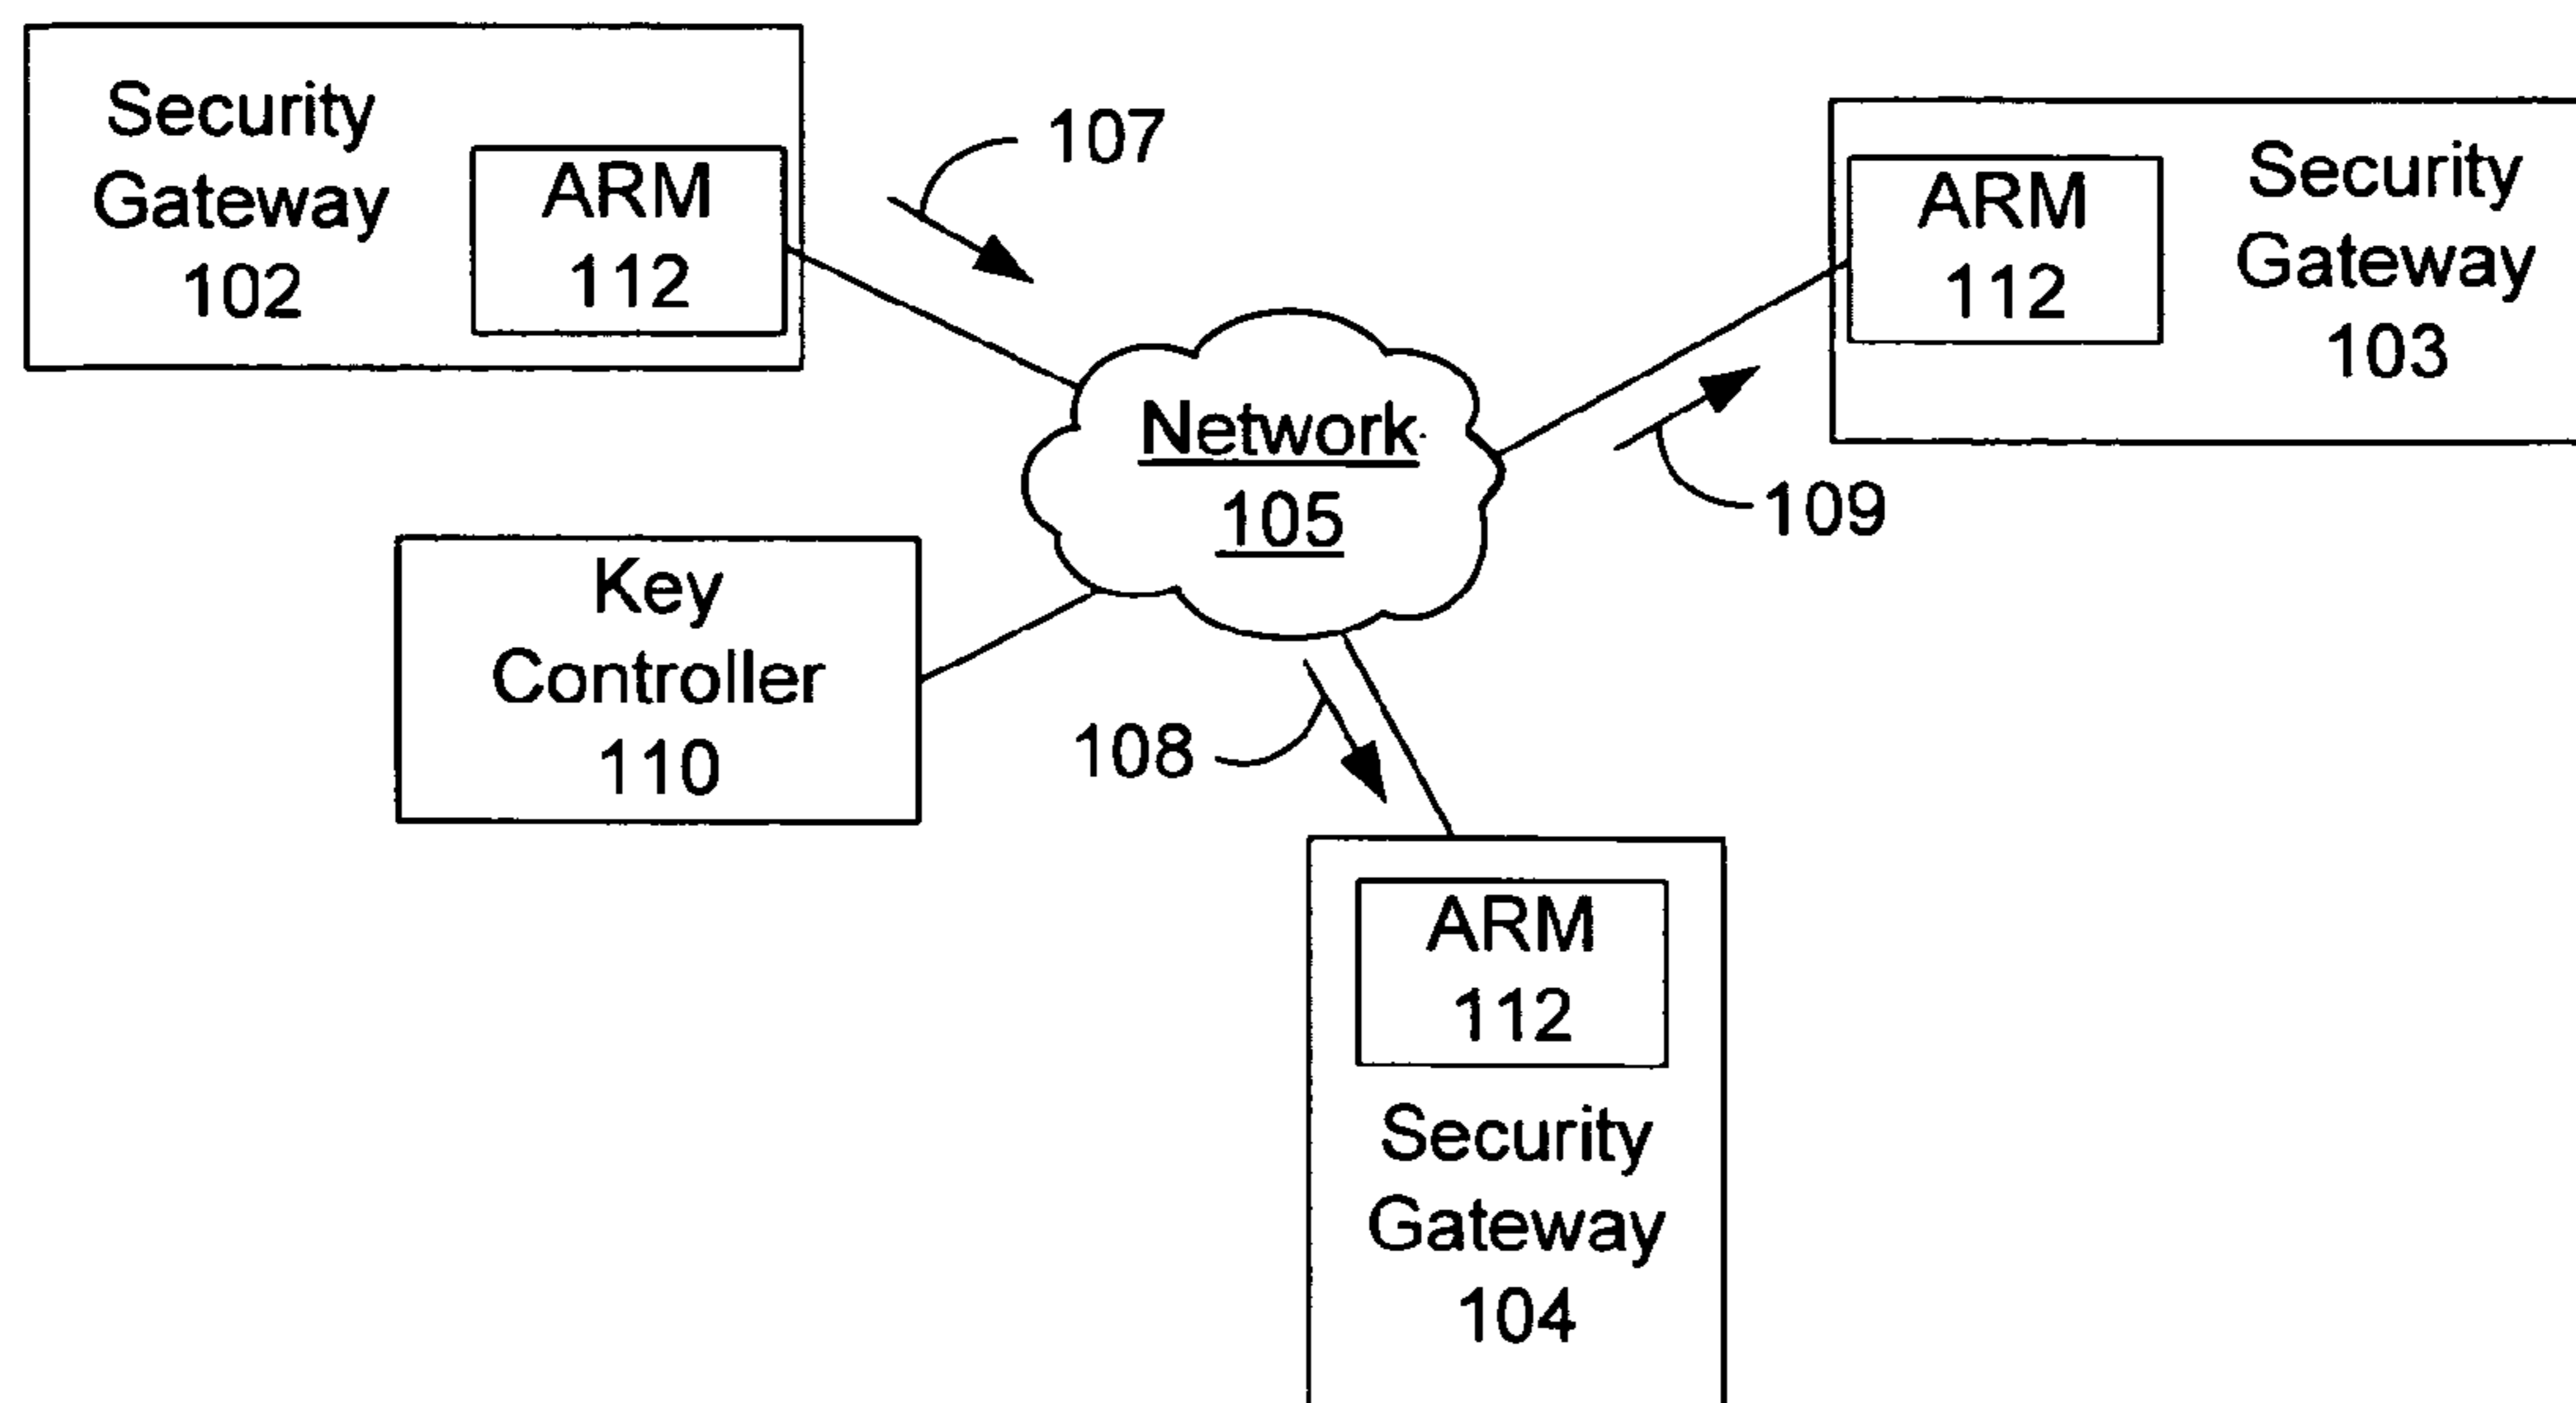 Security
Gateway
102
ARM
112
107
ARM
112
Security
Gateway
103
109
Network
105
Key
Controller
110
108
ARM
112
Security
Gateway
104